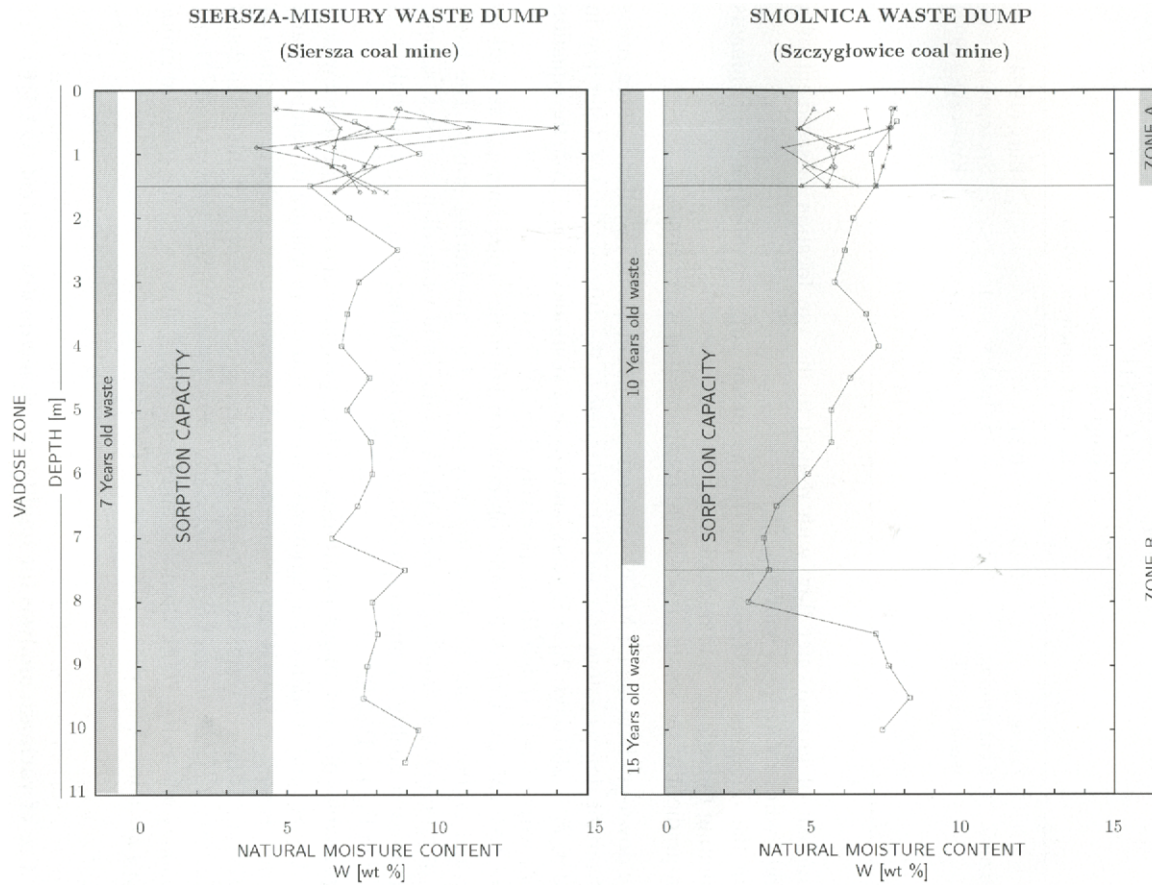 SIERSZA-MISIURY WASTE DUMP
(Siersza coal mine)
SMOLNICA WASTE DUMP
(Szczygłowice coal mine)
VADOSE ZONE
DEPTH [m]
0
1
2
3
4
5
6
7
8
9
10
11
7 Years old waste
SORPTION CAPACITY
0 5 10 15
NATURAL MOISTURE CONTENT
W [wt %]
10 Years old waste
15 Years old waste
SORPTION CAPACITY
0 5 10 15
NATURAL MOISTURE CONTENT
W [wt %]
ZONE A
ZONE B